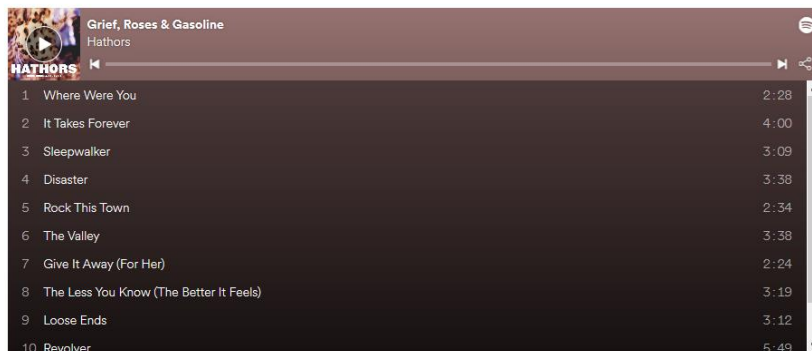 Grief, Roses & Gasoline
Hathors
HATHORS
1 Where Were You 2:28
2 It Takes Forever 4:00
3 Sleepwalker 3:09
4 Disaster 3:38
5 Rock This Town 2:34
6 The Valley 3:38
7 Give It Away (For Her) 2:24
8 The Less You Know (The Better It Feels) 3:19
9 Loose Ends 3:12
10 Revolver 5:49